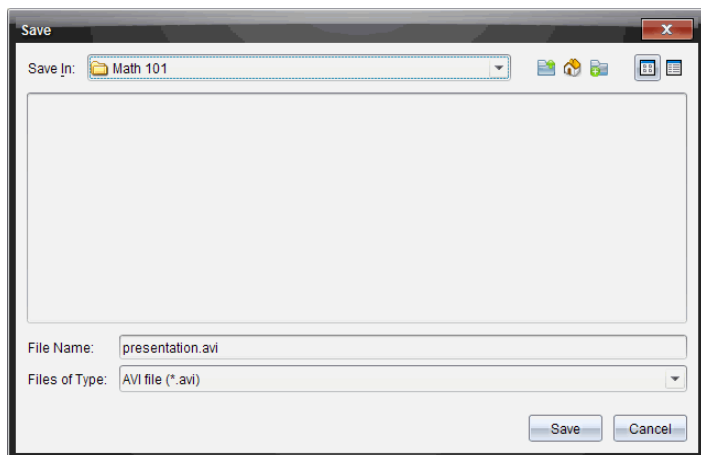 Save
Save In: Math 101
File Name: presentation.avi
Files of Type: AVI file (*.avi)
Save Cancel